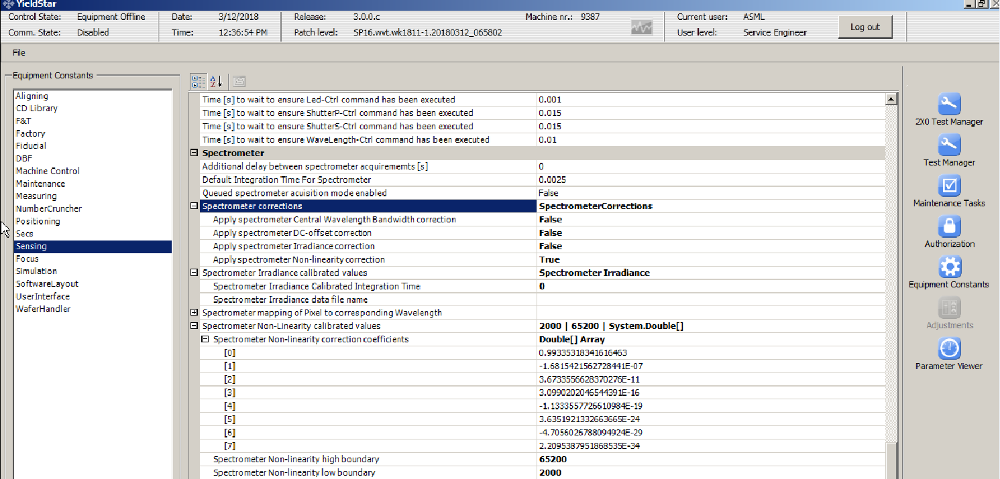 YieldStar
Control State: Equipment Offline Date: 3/12/2018 Release: 3.0.0.c Machine nr.: 9387 Current user: ASML
Comm. State: Disabled Time: 12:36:54 PM Patch level: SP16.wvt.wk1811-1.20180312_065802 User level: Service Engineer
Log out
File
Equipment Constants
Aligning
CD Library
F&T
Factory
Fiducial
DBF
Machine Control
Maintenance
Measuring
NumberCruncher
Positioning
Secs
Sensing
Focus
Simulation
SoftwareLayout
UserInterface
WaferHandler
Time [s] to wait to ensure Led-Ctrl command has been executed 0.001
Time [s] to wait to ensure ShutterP-Ctrl command has been executed 0.015
Time [s] to wait to ensure ShutterS-Ctrl command has been executed 0.015
Time [s] to wait to ensure WaveLength-Ctrl command has been executed 0.01
Spectrometer
Additional delay between spectrometer acquirements [s] 0
Default Integration Time For Spectrometer 0.0025
Queued spectrometer acuisition mode enabled False
Spectrometer corrections SpectrometerCorrections
Apply spectrometer Central Wavelength Bandwidth correction False
Apply spectrometer DC-offset correction False
Apply spectrometer Irradiance correction False
Apply spectrometer Non-linearity correction True
Spectrometer Irradiance calibrated values Spectrometer Irradiance
Spectrometer Irradiance Calibrated Integration Time 0
Spectrometer Irradiance data file name
Spectrometer mapping of Pixel to corresponding Wavelength
Spectrometer Non-Linearity calibrated values 2000 | 65200 | System.Double[]
Spectrometer Non-linearity correction coefficients Double[] Array
[0] 0.99335318341616463
[1] -1.6815421562728441E-07
[2] 3.6733556628370276E-11
[3] 3.0990202046544391E-16
[4] -1.1333557726610984E-19
[5] 3.6351921332663665E-24
[6] -4.7056026788094924E-29
[7] 2.2095387951868535E-34
Spectrometer Non-linearity high boundary 65200
Spectrometer Non-linearity low boundary 2000
2X0 Test Manager
Test Manager
Maintenance Tasks
Authorization
Equipment Constants
Adjustments
Parameter Viewer